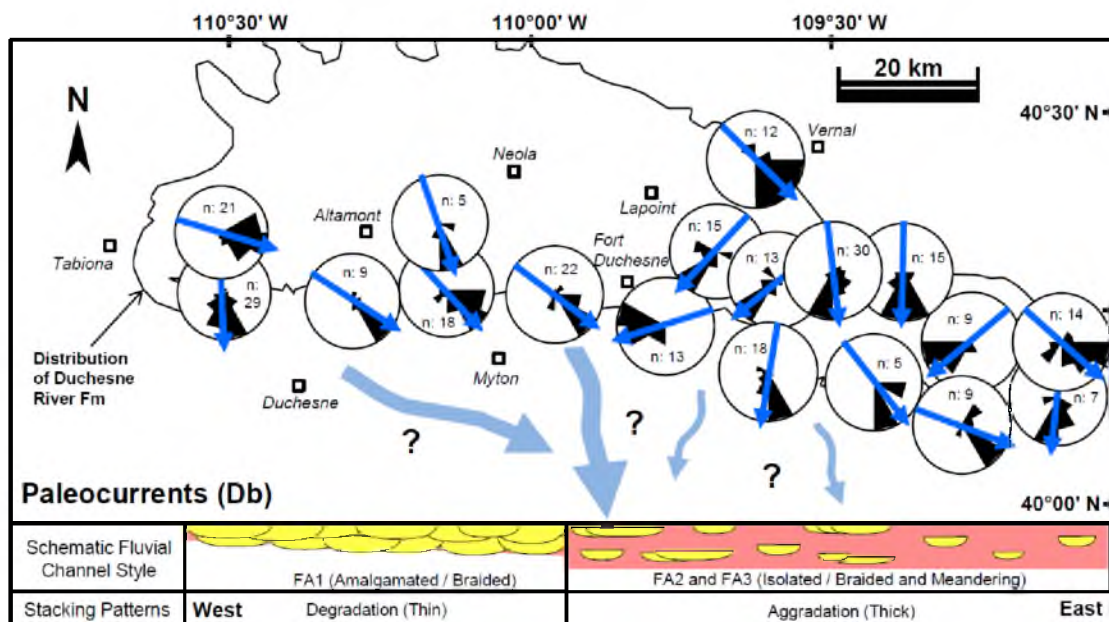 110°30' W
110°00' W
109°30' W
20 km
N
40°30' N
n: 12
Vernal
Neola
n: 21
n: 5
Altamont
Lapoint
n: 15
Fort
Duchesne
Tabiona
n: 13
n: 30
n: 15
n: 9
n: 22
n:
29
n: 18
n: 9
n: 14
n: 13
n: 18
n: 5
n: 9
n: 7
Distribution
of Duchesne
River Fm
Myton
Duchesne
?
?
?
Paleocurrents (Db)
40°00' N
Schematic Fluvial
Channel Style
FA1 (Amalgamated / Braided)
FA2 and FA3 (Isolated / Braided and Meandering)
Stacking Patterns
West
Degradation (Thin)
Aggradation (Thick)
East